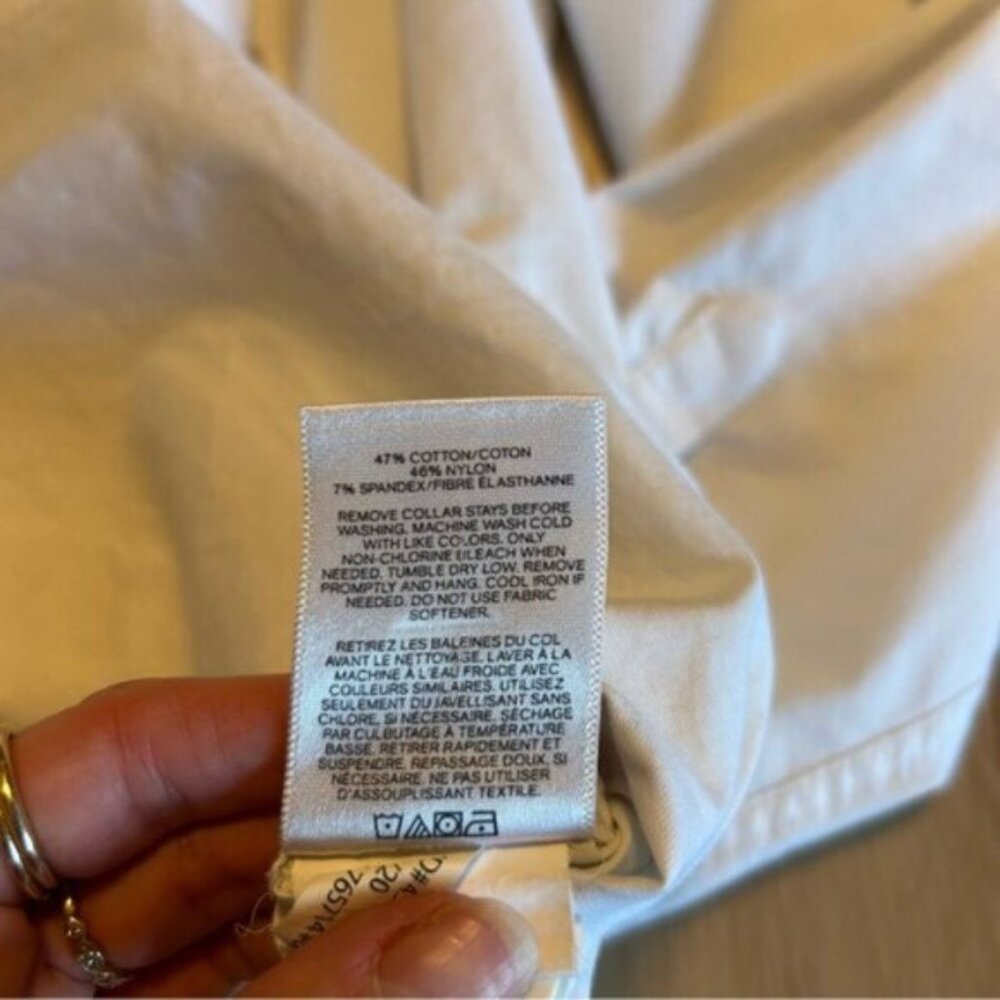 47% COTTON/COTON
46% NYLON
7% SPANDEX/FIBRE ÉLASTHANNE
REMOVE COLLAR STAYS BEFORE
WASHING. MACHINE WASH COLD
WITH LIKE COLORS. ONLY
NON-CHLORINE BLEACH WHEN
NEEDED. TUMBLE DRY LOW. REMOVE
PROMPTLY AND HANG. COOL IRON IF
NEEDED. DO NOT USE FABRIC
SOFTENER.
RETIREZ LES BALEINES DU COL
AVANT LE NETTOYAGE. LAVER À LA
MACHINE À L'EAU FROIDE AVEC
COULEURS SIMILAIRES. UTILISEZ
SEULEMENT DU JAVELLISANT SANS
CHLORE, SI NÉCESSAIRE. SÉCHAGE
PAR CULBUTAGE À TEMPÉRATURE
BASSE. RETIRER RAPIDEMENT ET
SUSPENDRE. REPASSAGE DOUX, SI
NÉCESSAIRE. NE PAS UTILISER
D'ASSOUPLISSANT TEXTILE.